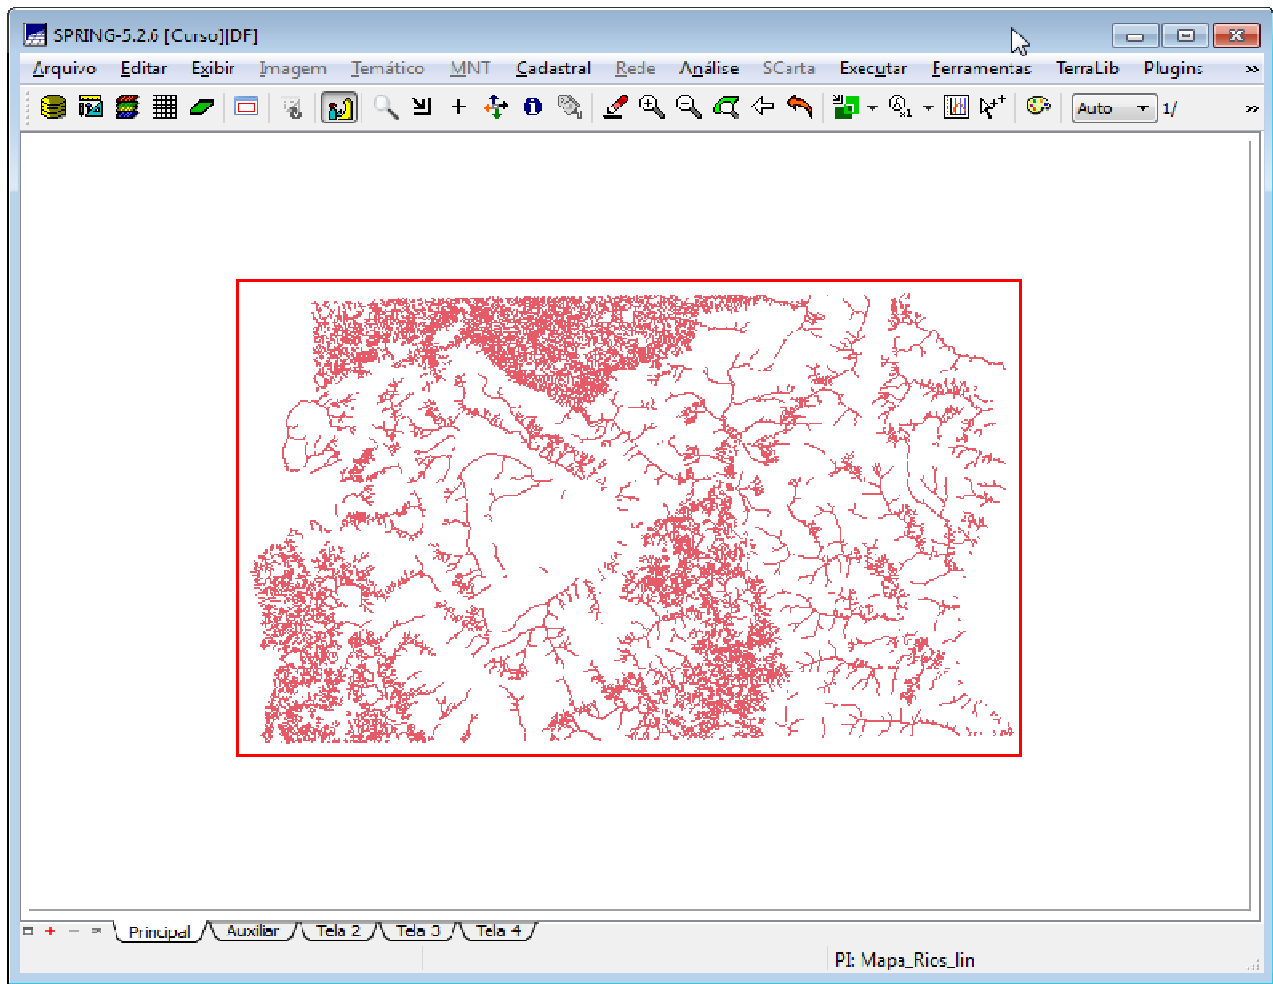 SPRING-5.2.6 [Curso][DF]
Arquivo Editar Exibir Imagem Temático MNT Cadastral Rede Análise SCarta Executar Ferramentas TerraLib Plugins »
Auto 1/ »
Principal Auxiliar Tela 2 Tela 3 Tela 4
PI: Mapa_Rios_lin